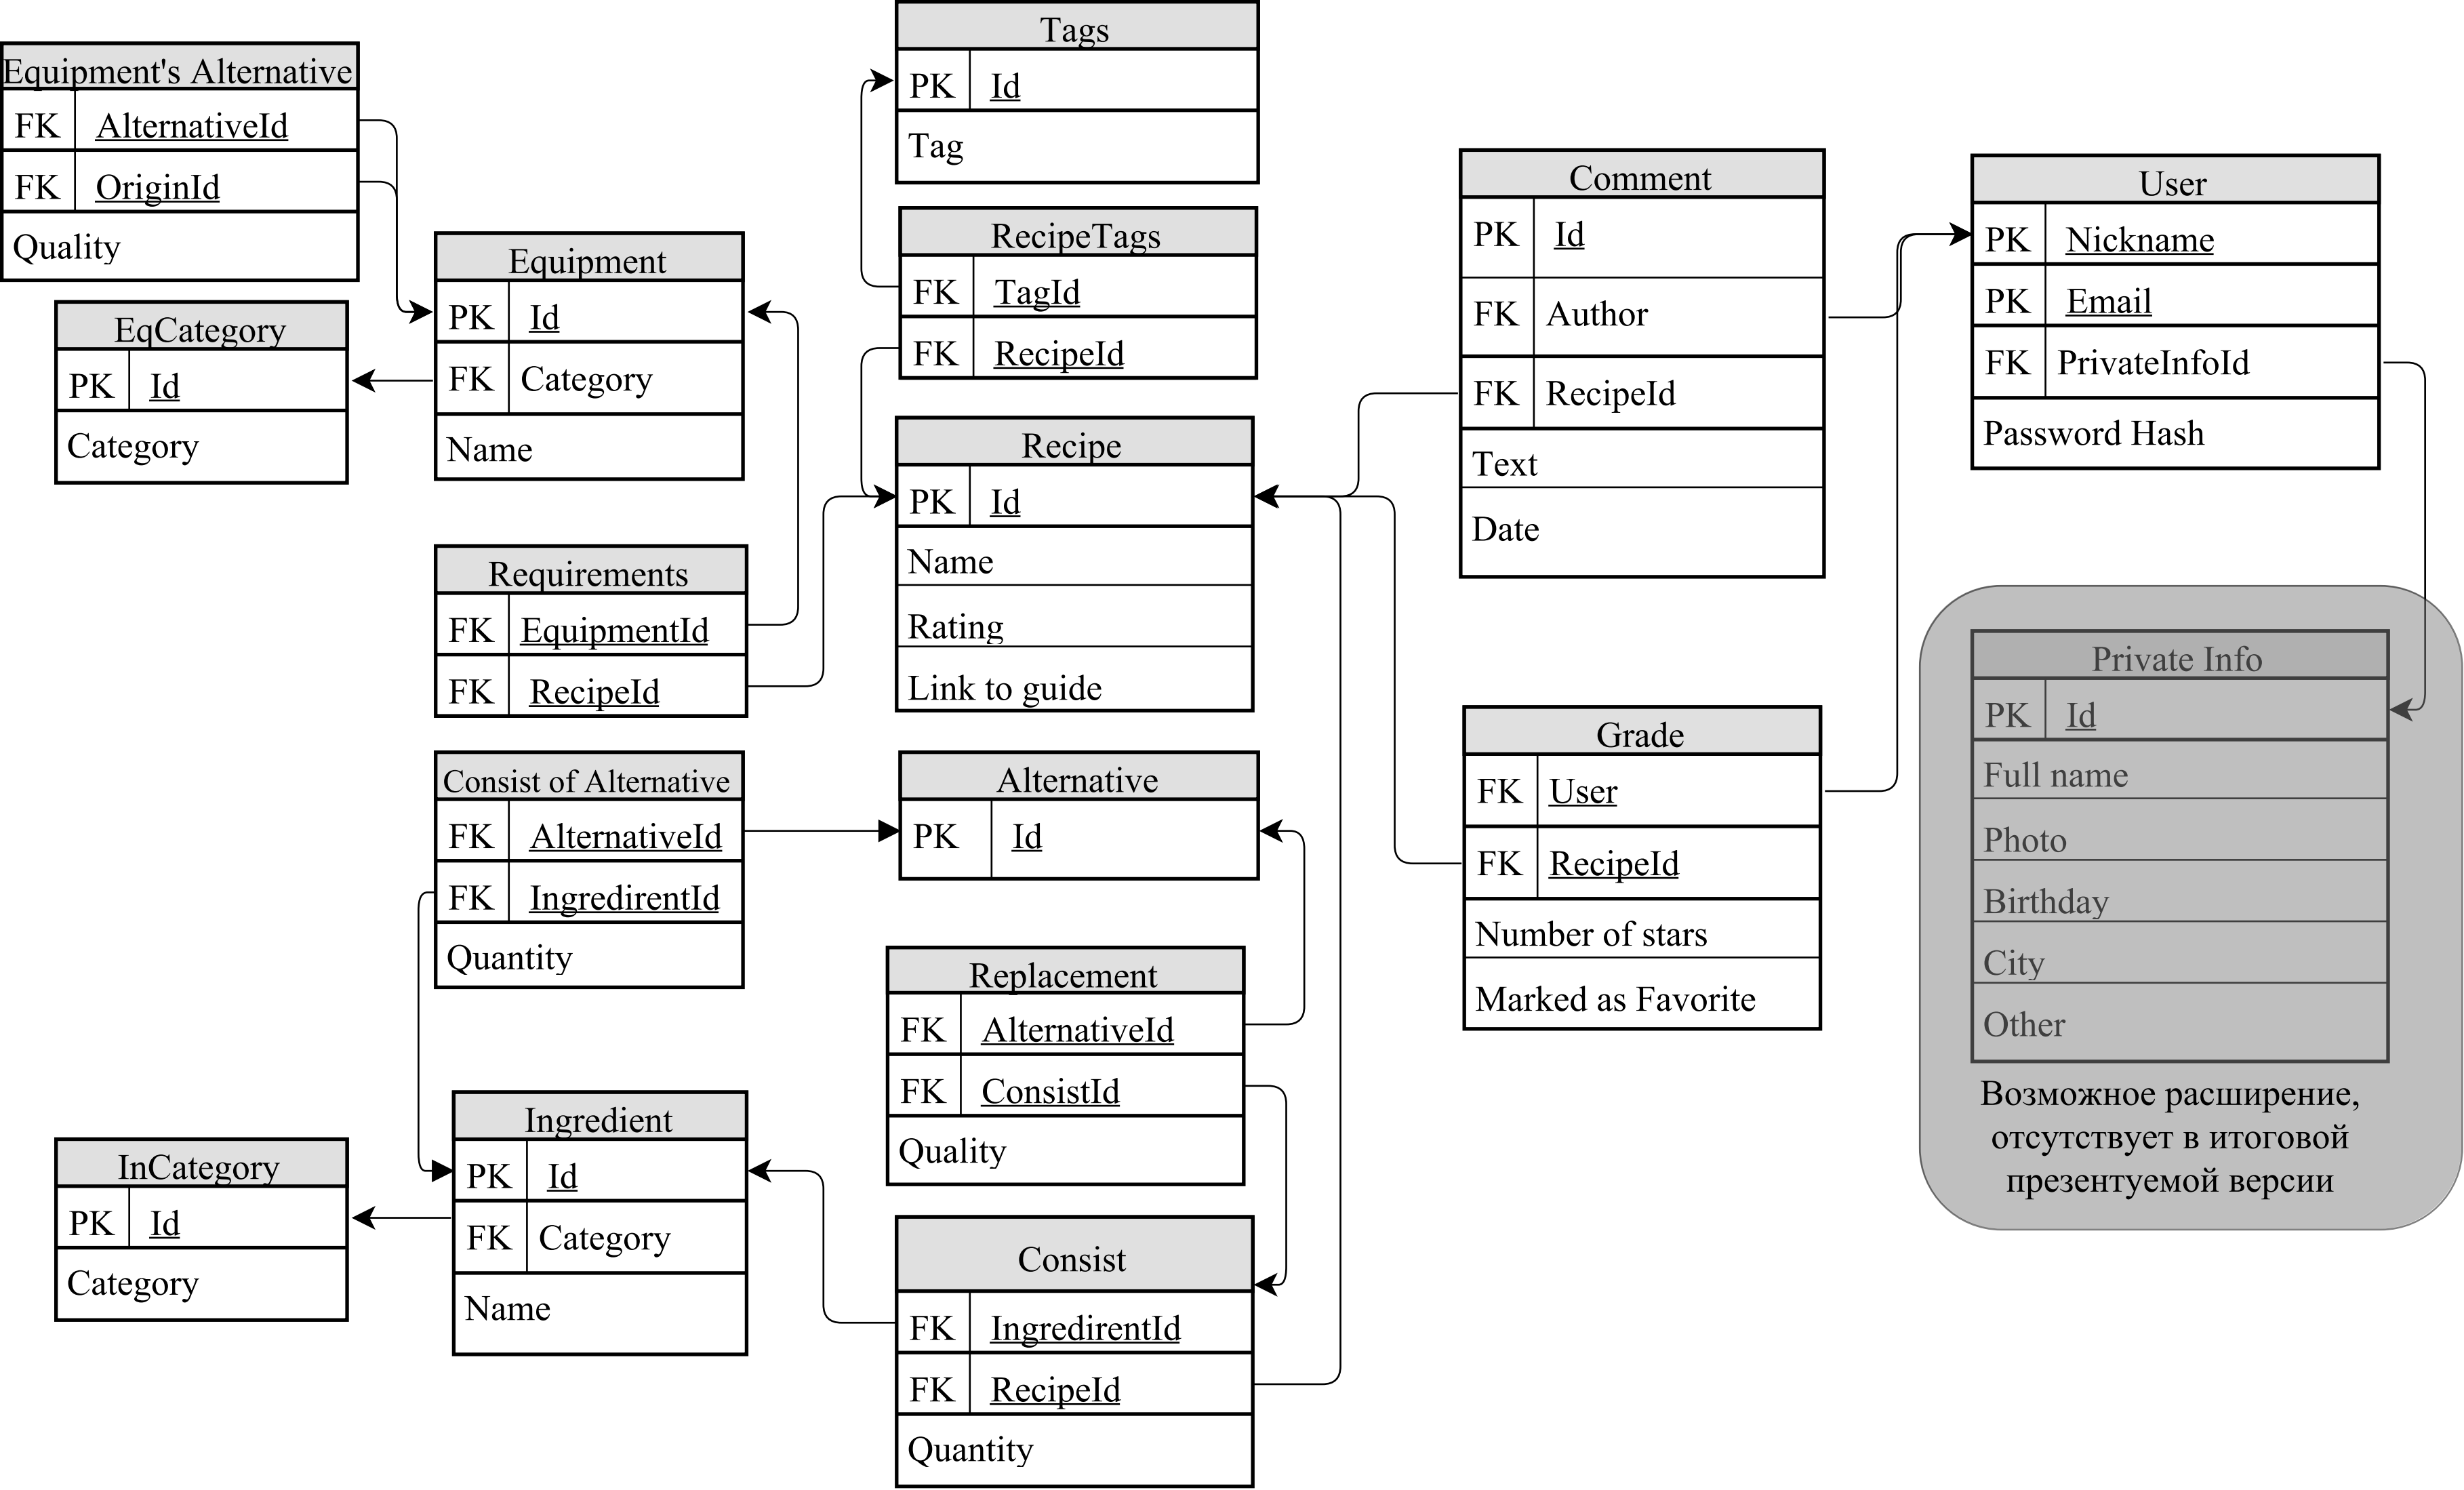 Equipment's Alternative
FK AlternativeId
FK OriginId
Quality
EqCategory
PK Id
Category
Equipment
PK Id
FK Category
Name
Requirements
FK EquipmentId
FK RecipeId
Consist of Alternative
FK AlternativeId
FK IngredirentId
Quantity
Ingredient
PK Id
FK Category
Name
InCategory
PK Id
Category
Tags
PK Id
Tag
RecipeTags
FK TagId
FK RecipeId
Recipe
PK Id
Name
Rating
Link to guide
Alternative
PK Id
Replacement
FK AlternativeId
FK ConsistId
Quality
Consist
FK IngredirentId
FK RecipeId
Quantity
Comment
PK Id
FK Author
FK RecipeId
Text
Date
Grade
FK User
FK RecipeId
Number of stars
Marked as Favorite
User
PK Nickname
PK Email
FK PrivateInfoId
Password Hash
Private Info
PK Id
Full name
Photo
Birthday
City
Other
Возможное расширение,
отсутствует в итоговой
презентуемой версии